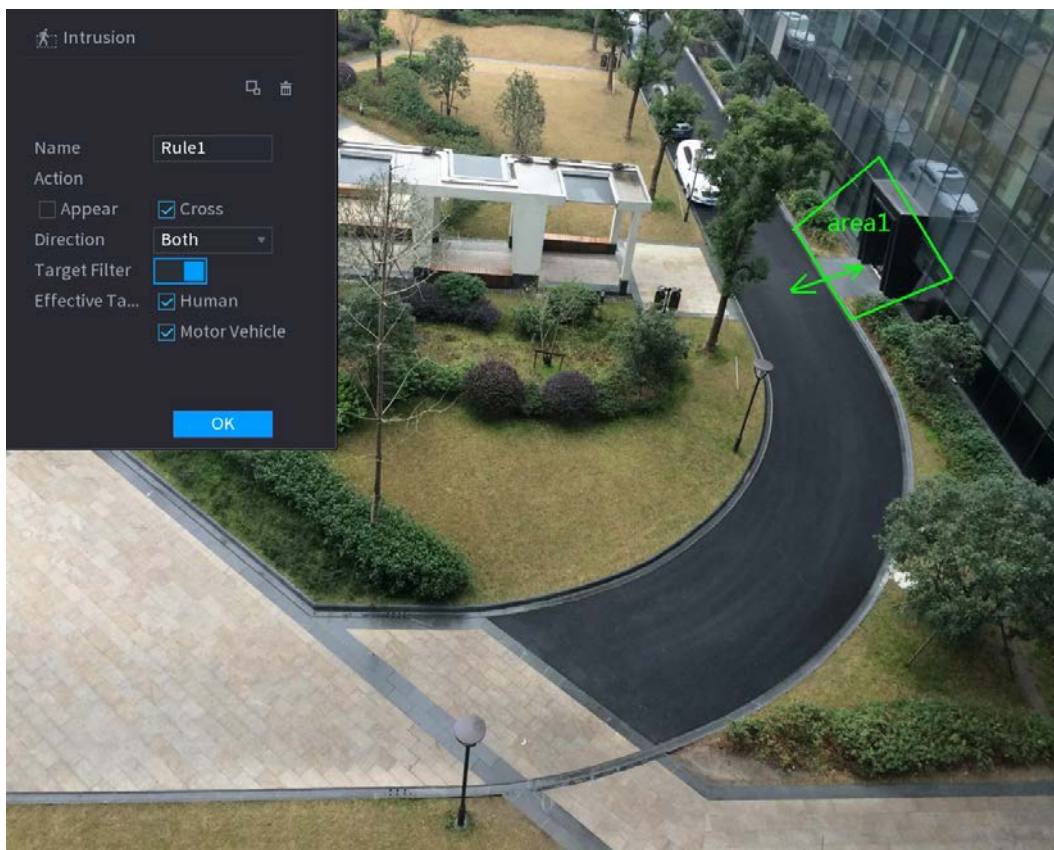 Intrusion
Name Rule1
Action
Appear Cross
Direction Both
Target Filter
Effective Ta... Human
Motor Vehicle
OK
area1